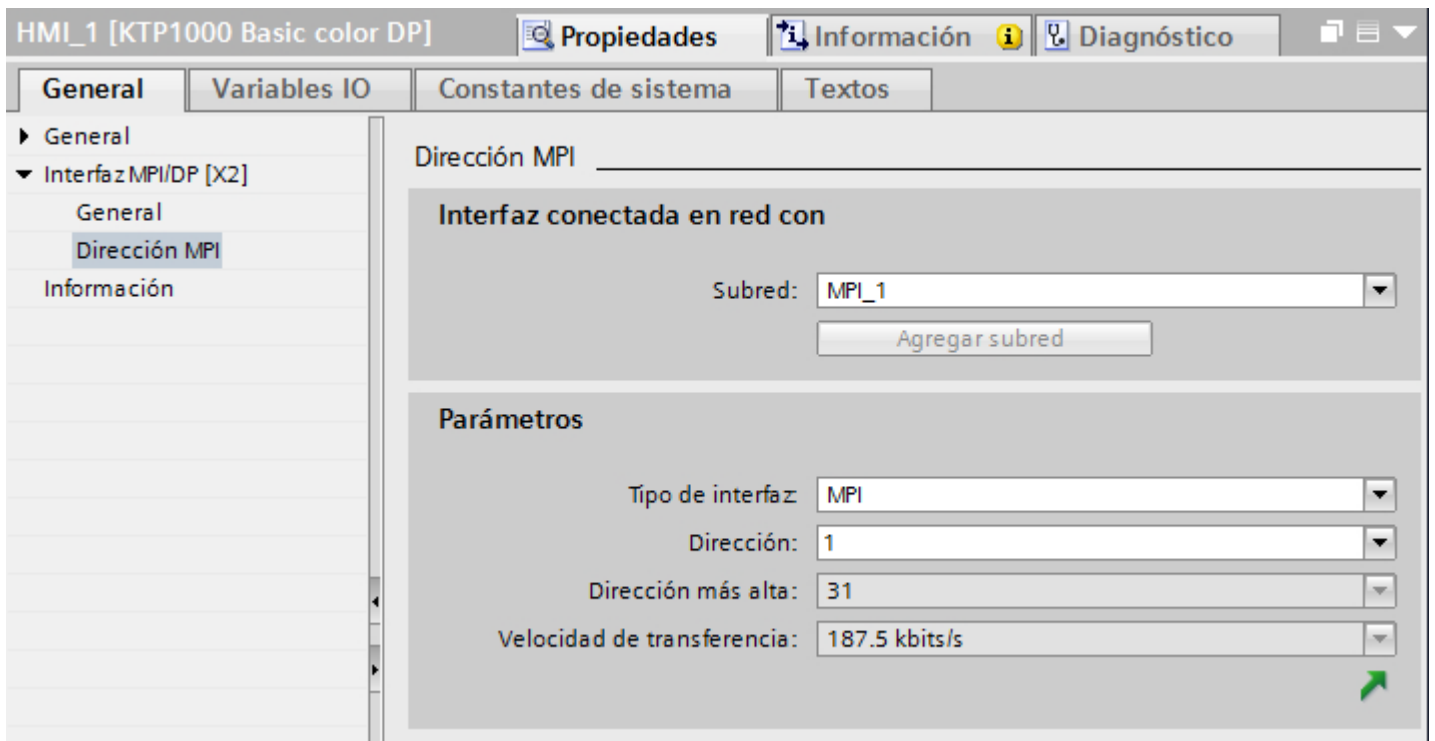 HMI_1 [KTP1000 Basic color DP] Propiedades Información Diagnóstico
General Variables IO Constantes de sistema Textos
General
Interfaz MPI/DP [X2]
General
Dirección MPI
Información
Dirección MPI
Interfaz conectada en red con
Subred: MPI_1
Agregar subred
Parámetros
Tipo de interfaz: MPI
Dirección: 1
Dirección más alta: 31
Velocidad de transferencia: 187.5 kbits/s